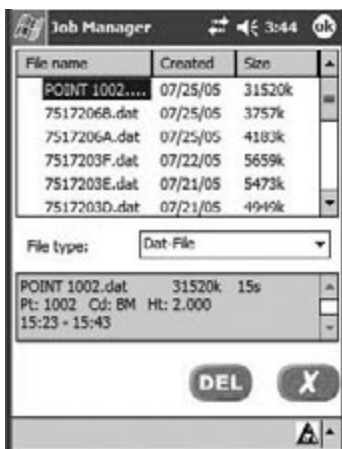 Job Manager 3:44 ok
File name Created Size
POINT 1002.... 07/25/05 31520k
7517206B.dat 07/25/05 3757k
7517206A.dat 07/25/05 4183k
7517203F.dat 07/22/05 5659k
7517203E.dat 07/21/05 5473k
7517203D.dat 07/21/05 4949k
File type: Dat-File
POINT 1002.dat 31520k 15s
Pt: 1002 Cd: BM Ht: 2.000
15:23 - 15:43
DEL X